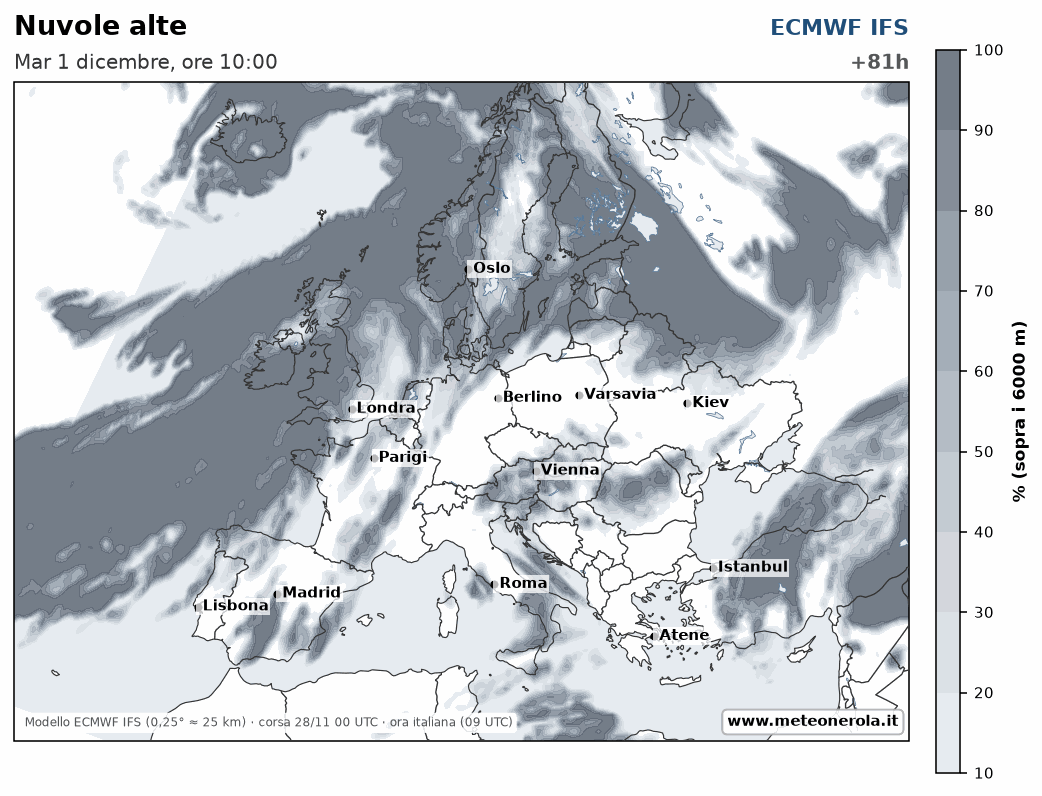 Nuvole alte
ECMWF IFS
Mar 1 dicembre, ore 10:00
+81h
100
90
80
70
60
50
40
30
20
10
% (sopra i 6000 m)
Oslo
Londra
Berlino
Varsavia
Kiev
Parigi
Vienna
Istanbul
Roma
Madrid
Lisbona
Atene
Modello ECMWF IFS (0,25° ≈ 25 km) · corsa 28/11 00 UTC · ora italiana (09 UTC)
www.meteonerola.it